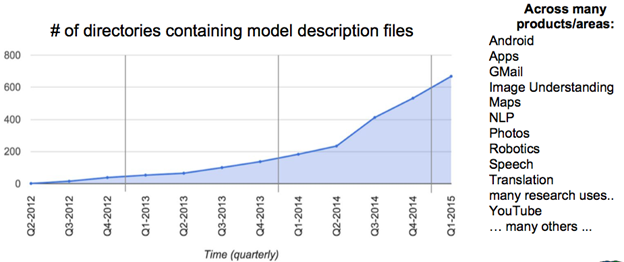 # of directories containing model description files
800
600
400
200
0
Q2-2012
Q3-2012
Q4-2012
Q1-2013
Q2-2013
Q3-2013
Q4-2013
Q1-2014
Q2-2014
Q3-2014
Q4-2014
Q1-2015
Time (quarterly)
Across many
products/areas:
Android
Apps
GMail
Image Understanding
Maps
NLP
Photos
Robotics
Speech
Translation
many research uses..
YouTube
… many others ...